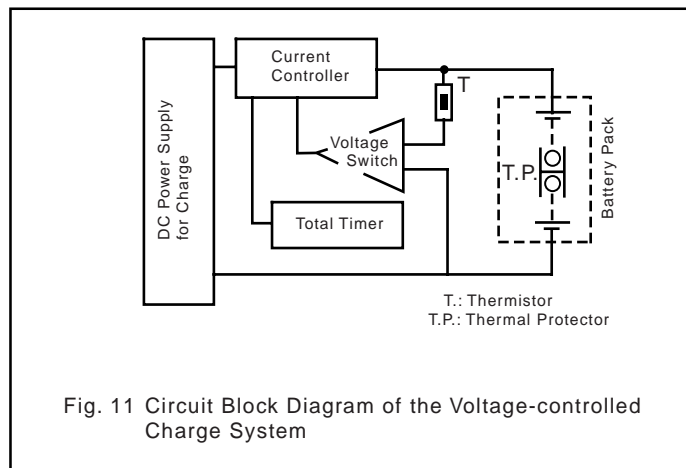 Current
Controller
T
DC Power Supply
for Charge
Voltage
Switch
T.P.
Battery Pack
Total Timer
T.: Thermistor
T.P.: Thermal Protector
Fig. 11 Circuit Block Diagram of the Voltage-controlled
Charge System